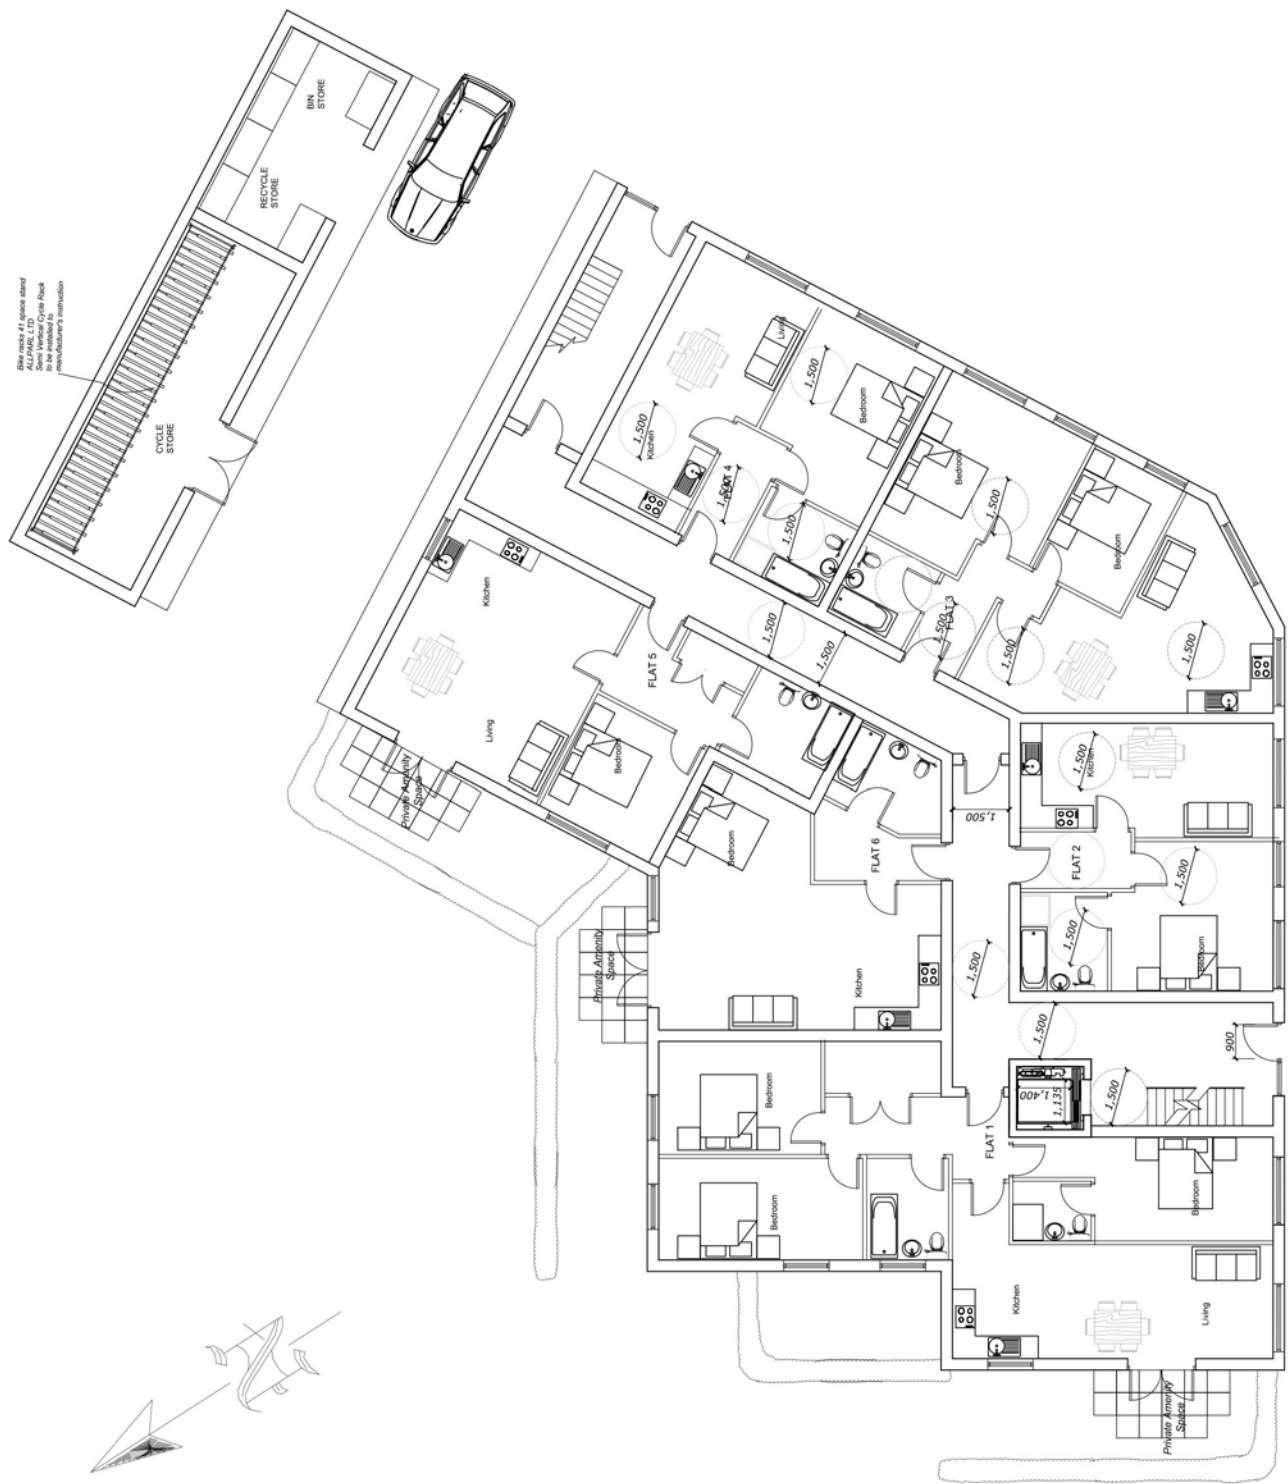 BIN
STORE
RECYCLE
STORE
Bike racks 41 space stand
ALLPARL LTD
Semi Vertical Cycle Rack
to be installed to
manufacturer's instruction
CYCLE
STORE
Living
1,500
Bedroom
1,500
Kitchen
1,500
FLAT 4
1,500
Bedroom
1,500
Bedroom
Kitchen
FLAT 5
Living
Bedroom
Private Amenity
Space
1,500
1,500
1,500
FLAT 3
1,500
1,500
1,500
Kitchen
1,500
FLAT 2
1,500
1,500
Bedroom
Bedroom
FLAT 6
Private Amenity
Space
Kitchen
1,500
1,500
900
1,400
1,135
1,500
Bedroom
FLAT 1
Bedroom
Bedroom
Kitchen
Living
Private Amenity
Space
N